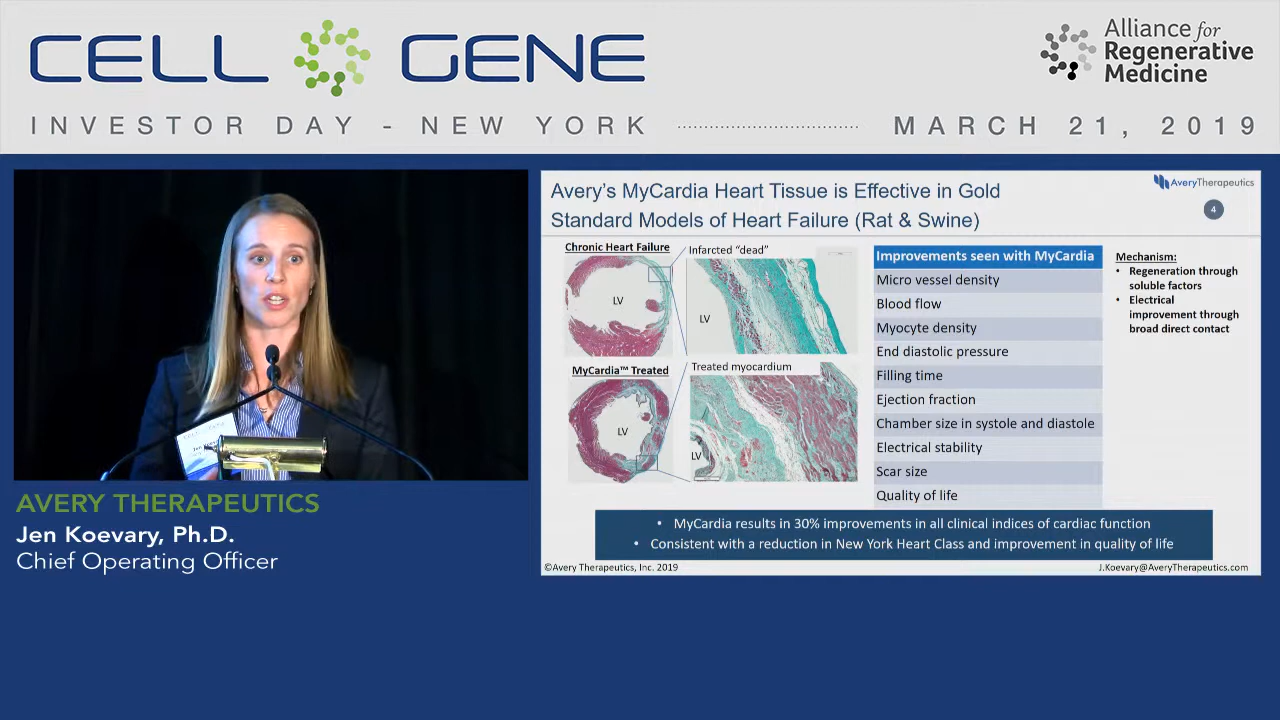 CELL GENE
Alliance for
Regenerative
Medicine
INVESTOR DAY - NEW YORK
MARCH 21, 2019
AVERY THERAPEUTICS
Jen Koevary, Ph.D.
Chief Operating Officer
CELL GENE
Jen
Avery's MyCardia Heart Tissue is Effective in Gold
Standard Models of Heart Failure (Rat & Swine)
AveryTherapeutics
4
Chronic Heart Failure
Infarcted "dead"
LV
LV
MyCardia™ Treated
Treated myocardium
LV
LV
Improvements seen with MyCardia
Micro vessel density
Blood flow
Myocyte density
End diastolic pressure
Filling time
Ejection fraction
Chamber size in systole and diastole
Electrical stability
Scar size
Quality of life
Mechanism:
• Regeneration through
soluble factors
• Electrical
improvement through
broad direct contact
• MyCardia results in 30% improvements in all clinical indices of cardiac function
• Consistent with a reduction in New York Heart Class and improvement in quality of life
©Avery Therapeutics, Inc. 2019
J.Koevary@AveryTherapeutics.com